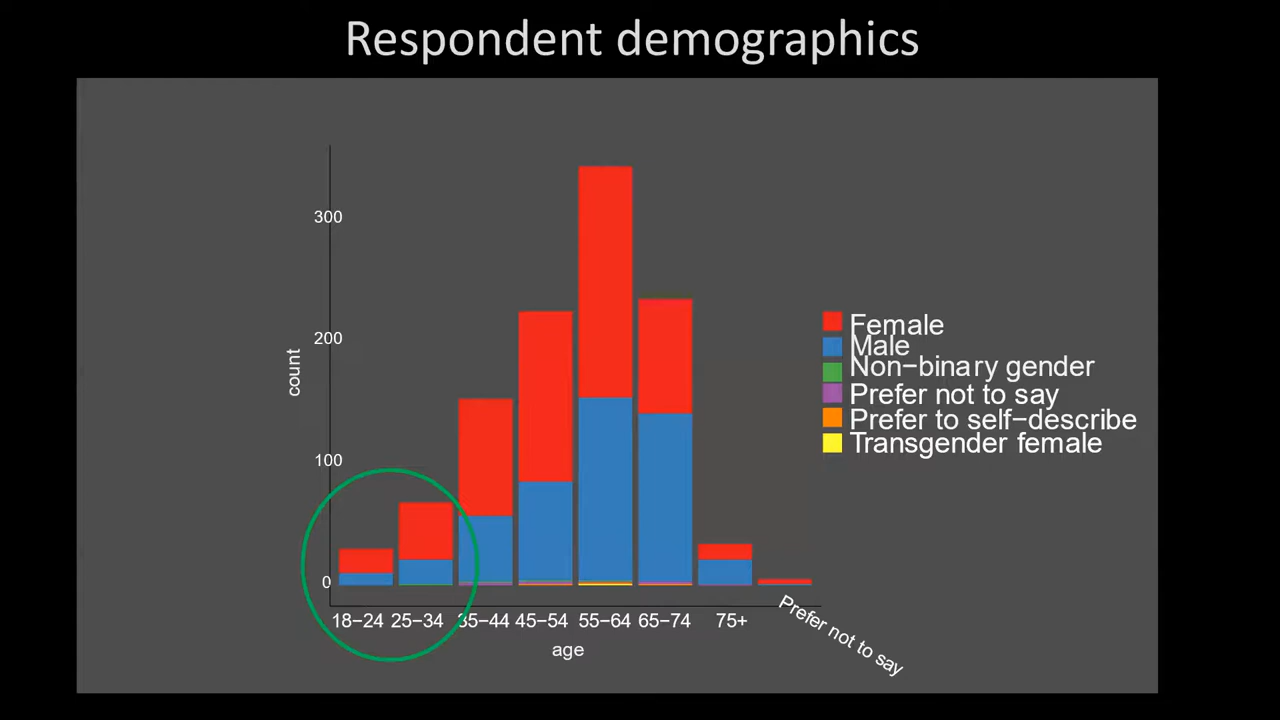 Respondent demographics
300
200
100
0
count
18−24 25−34 35−44 45−54 55−64 65−74 75+ Prefer not to say
age
Female
Male
Non−binary gender
Prefer not to say
Prefer to self−describe
Transgender female